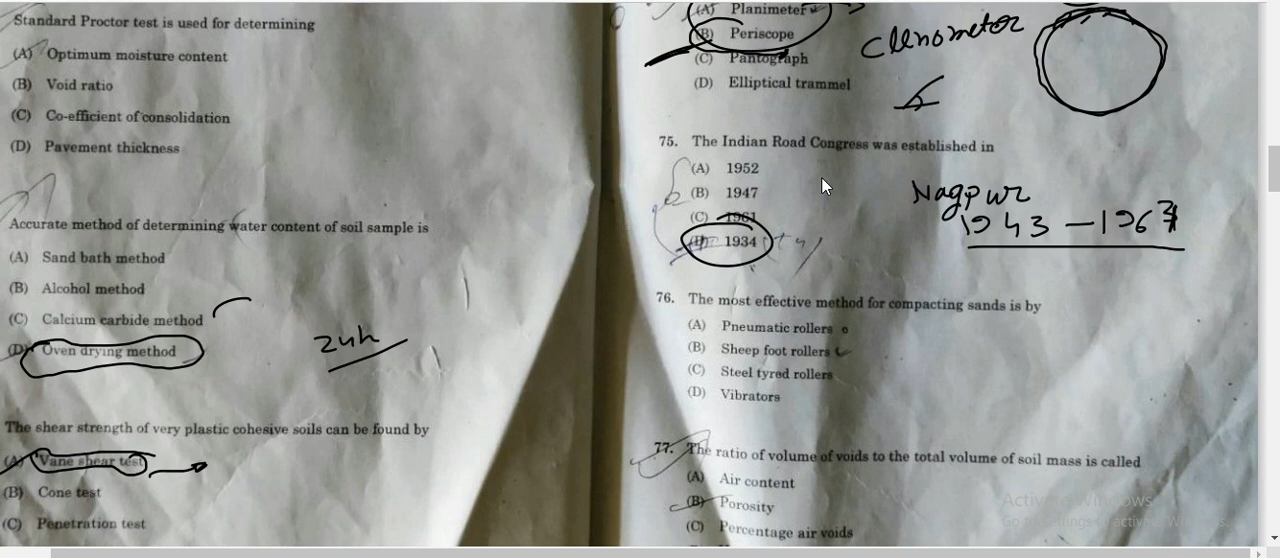 Standard Proctor test is used for determining
(A) Optimum moisture content
(B) Void ratio
(C) Co-efficient of consolidation
(D) Pavement thickness
Accurate method of determining water content of soil sample is
(A) Sand bath method
(B) Alcohol method
(C) Calcium carbide method
(D) Oven drying method
24h
The shear strength of very plastic cohesive soils can be found by
(A) Vane shear test
(B) Cone test
(C) Penetration test
(A) Planimeter
(B) Periscope
(C) Pantograph
(D) Elliptical trammel
Clenometer
75. The Indian Road Congress was established in
(A) 1952
(B) 1947
(C) 1961
(D) 1934
Nagpur
1943 – 1963
76. The most effective method for compacting sands is by
(A) Pneumatic rollers
(B) Sheep foot rollers
(C) Steel tyred rollers
(D) Vibrators
77. The ratio of volume of voids to the total volume of soil mass is called
(A) Air content
(B) Porosity
(C) Percentage air voids
Activate Windows